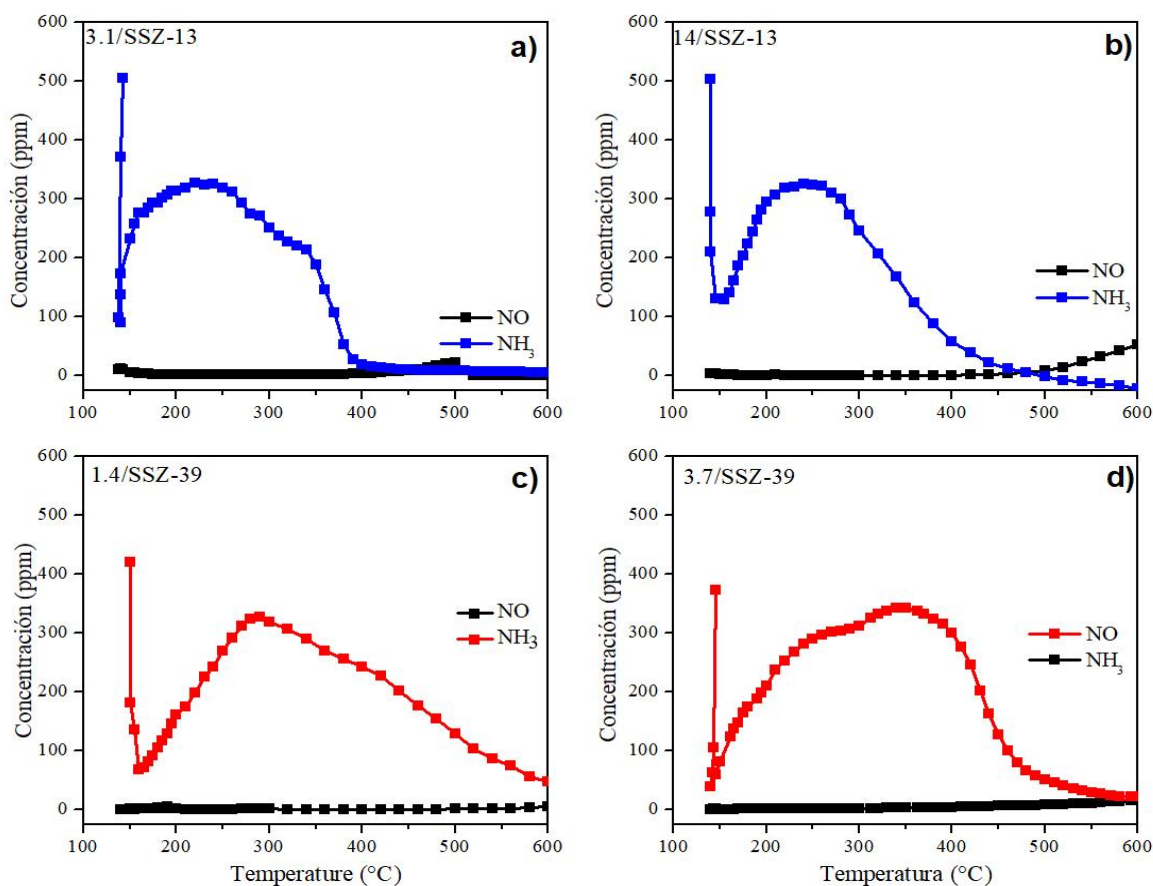 3.1/SSZ-13
a)
600
500
400
300
200
100
0
Concentración (ppm)
NO
NH₃
100 200 300 400 500 600
14/SSZ-13
b)
600
500
400
300
200
100
0
Concentración (ppm)
NO
NH₃
100 200 300 400 500 600
1.4/SSZ-39
c)
600
500
400
300
200
100
0
Concentración (ppm)
NO
NH3
100 200 300 400 500 600
Temperature (°C)
3.7/SSZ-39
d)
600
500
400
300
200
100
0
Concentración (ppm)
NO
NH₃
100 200 300 400 500 600
Temperatura (°C)